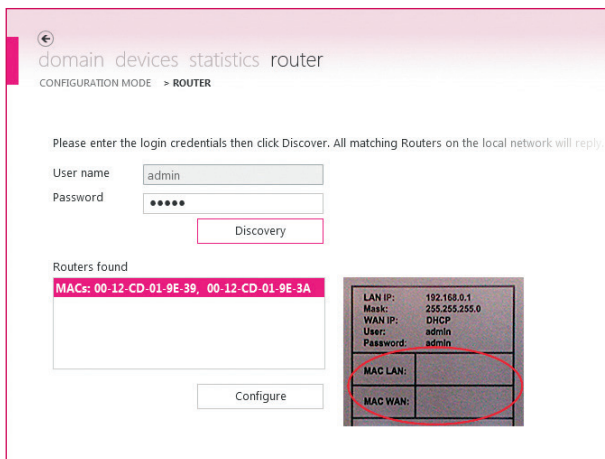 domain devices statistics router
CONFIGURATION MODE > ROUTER
Please enter the login credentials then click Discover. All matching Routers on the local network will reply.
User name admin
Password •••••
Discovery
Routers found
MACs: 00-12-CD-01-9E-39, 00-12-CD-01-9E-3A
Configure
LAN IP: 192.168.0.1
Mask: 255.255.255.0
WAN IP: DHCP
User: admin
Password: admin
MAC LAN:
MAC WAN: